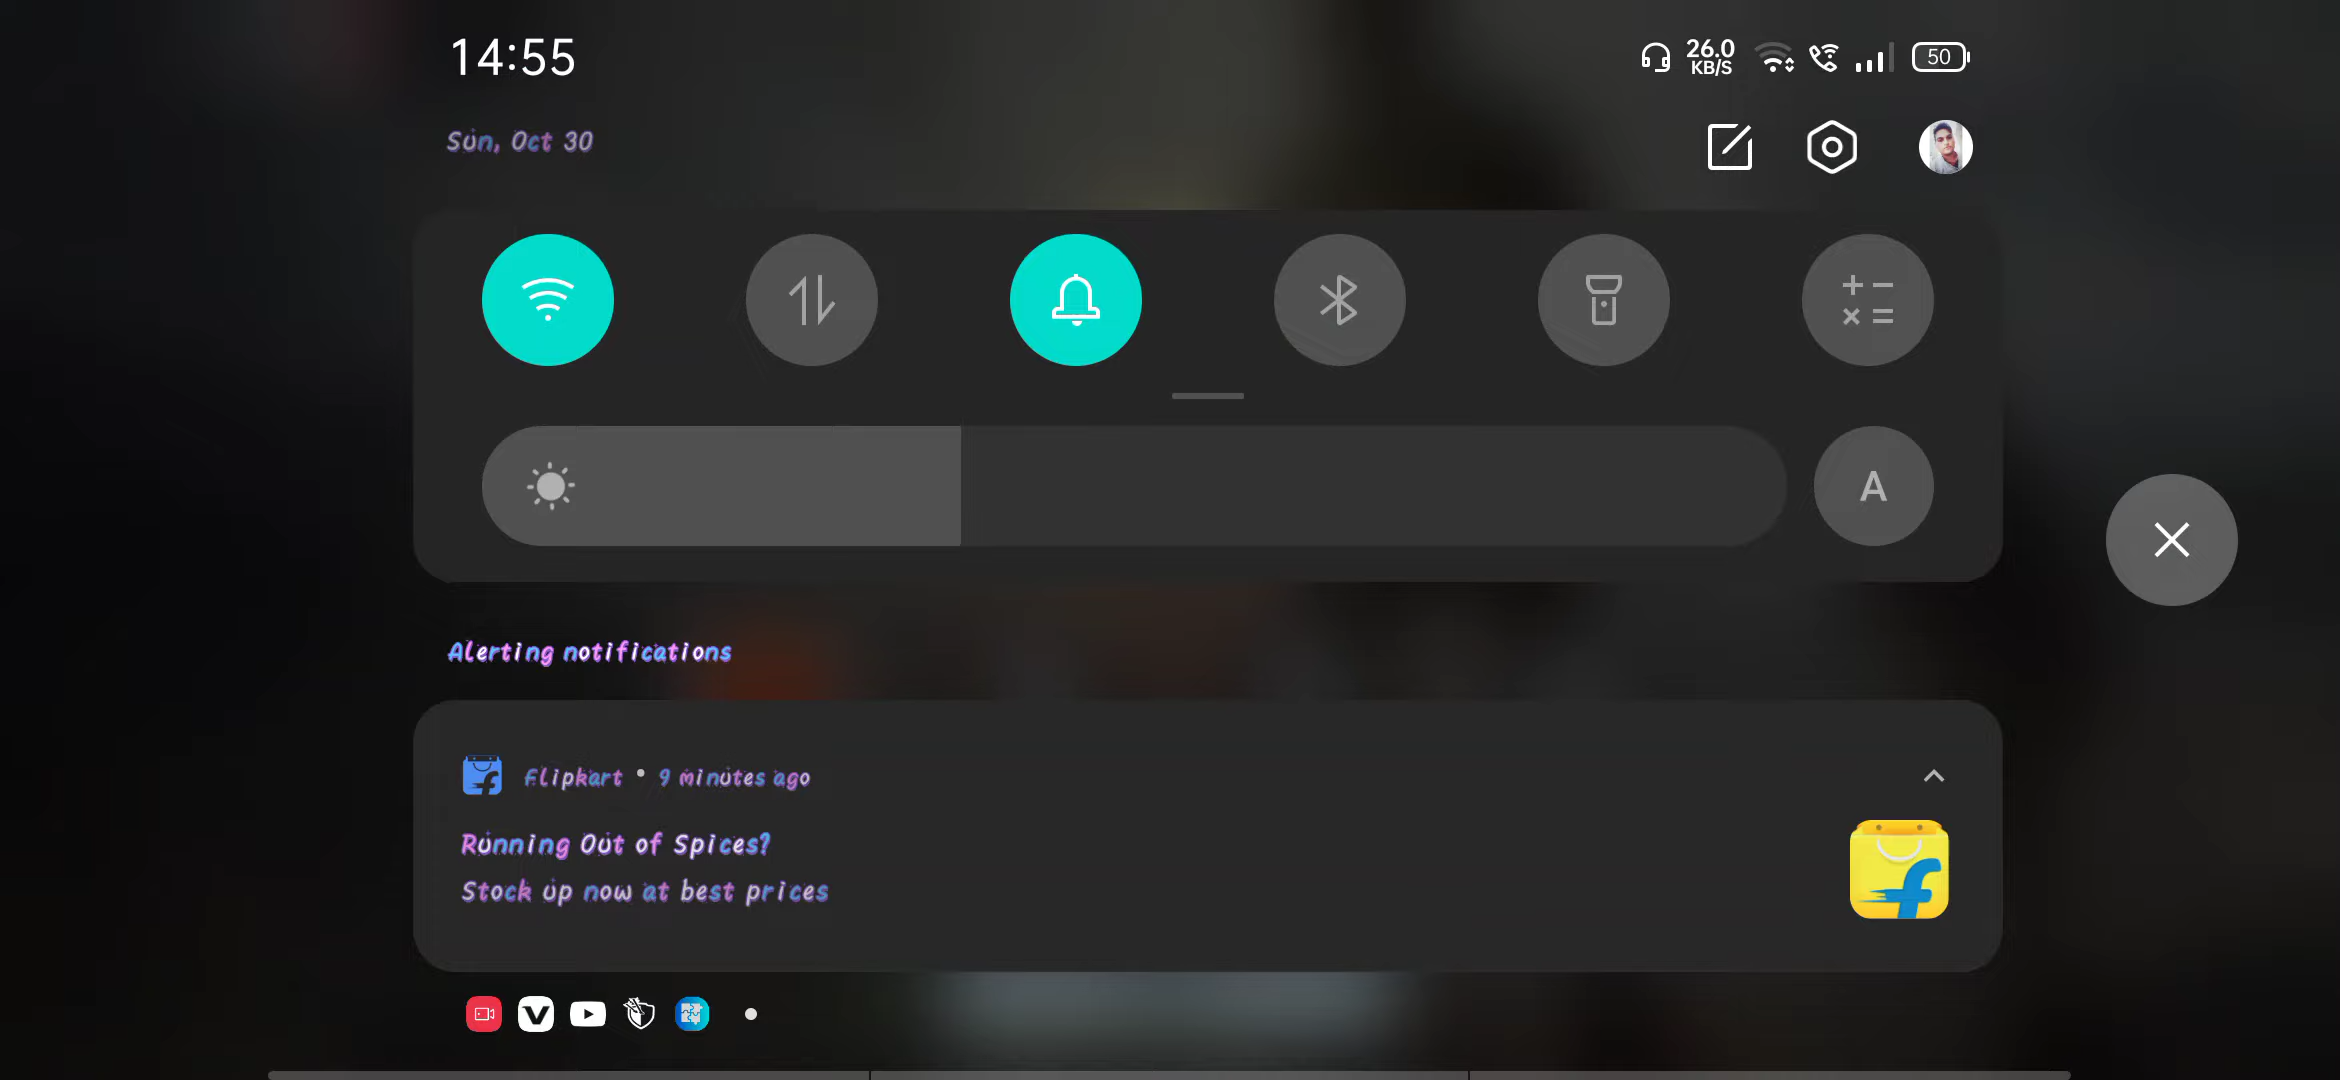 14:55
26.0
KB/S
50
Sun, Oct 30
A
Alerting notifications
Flipkart • 9 minutes ago
Running Out of Spices?
Stock up now at best prices